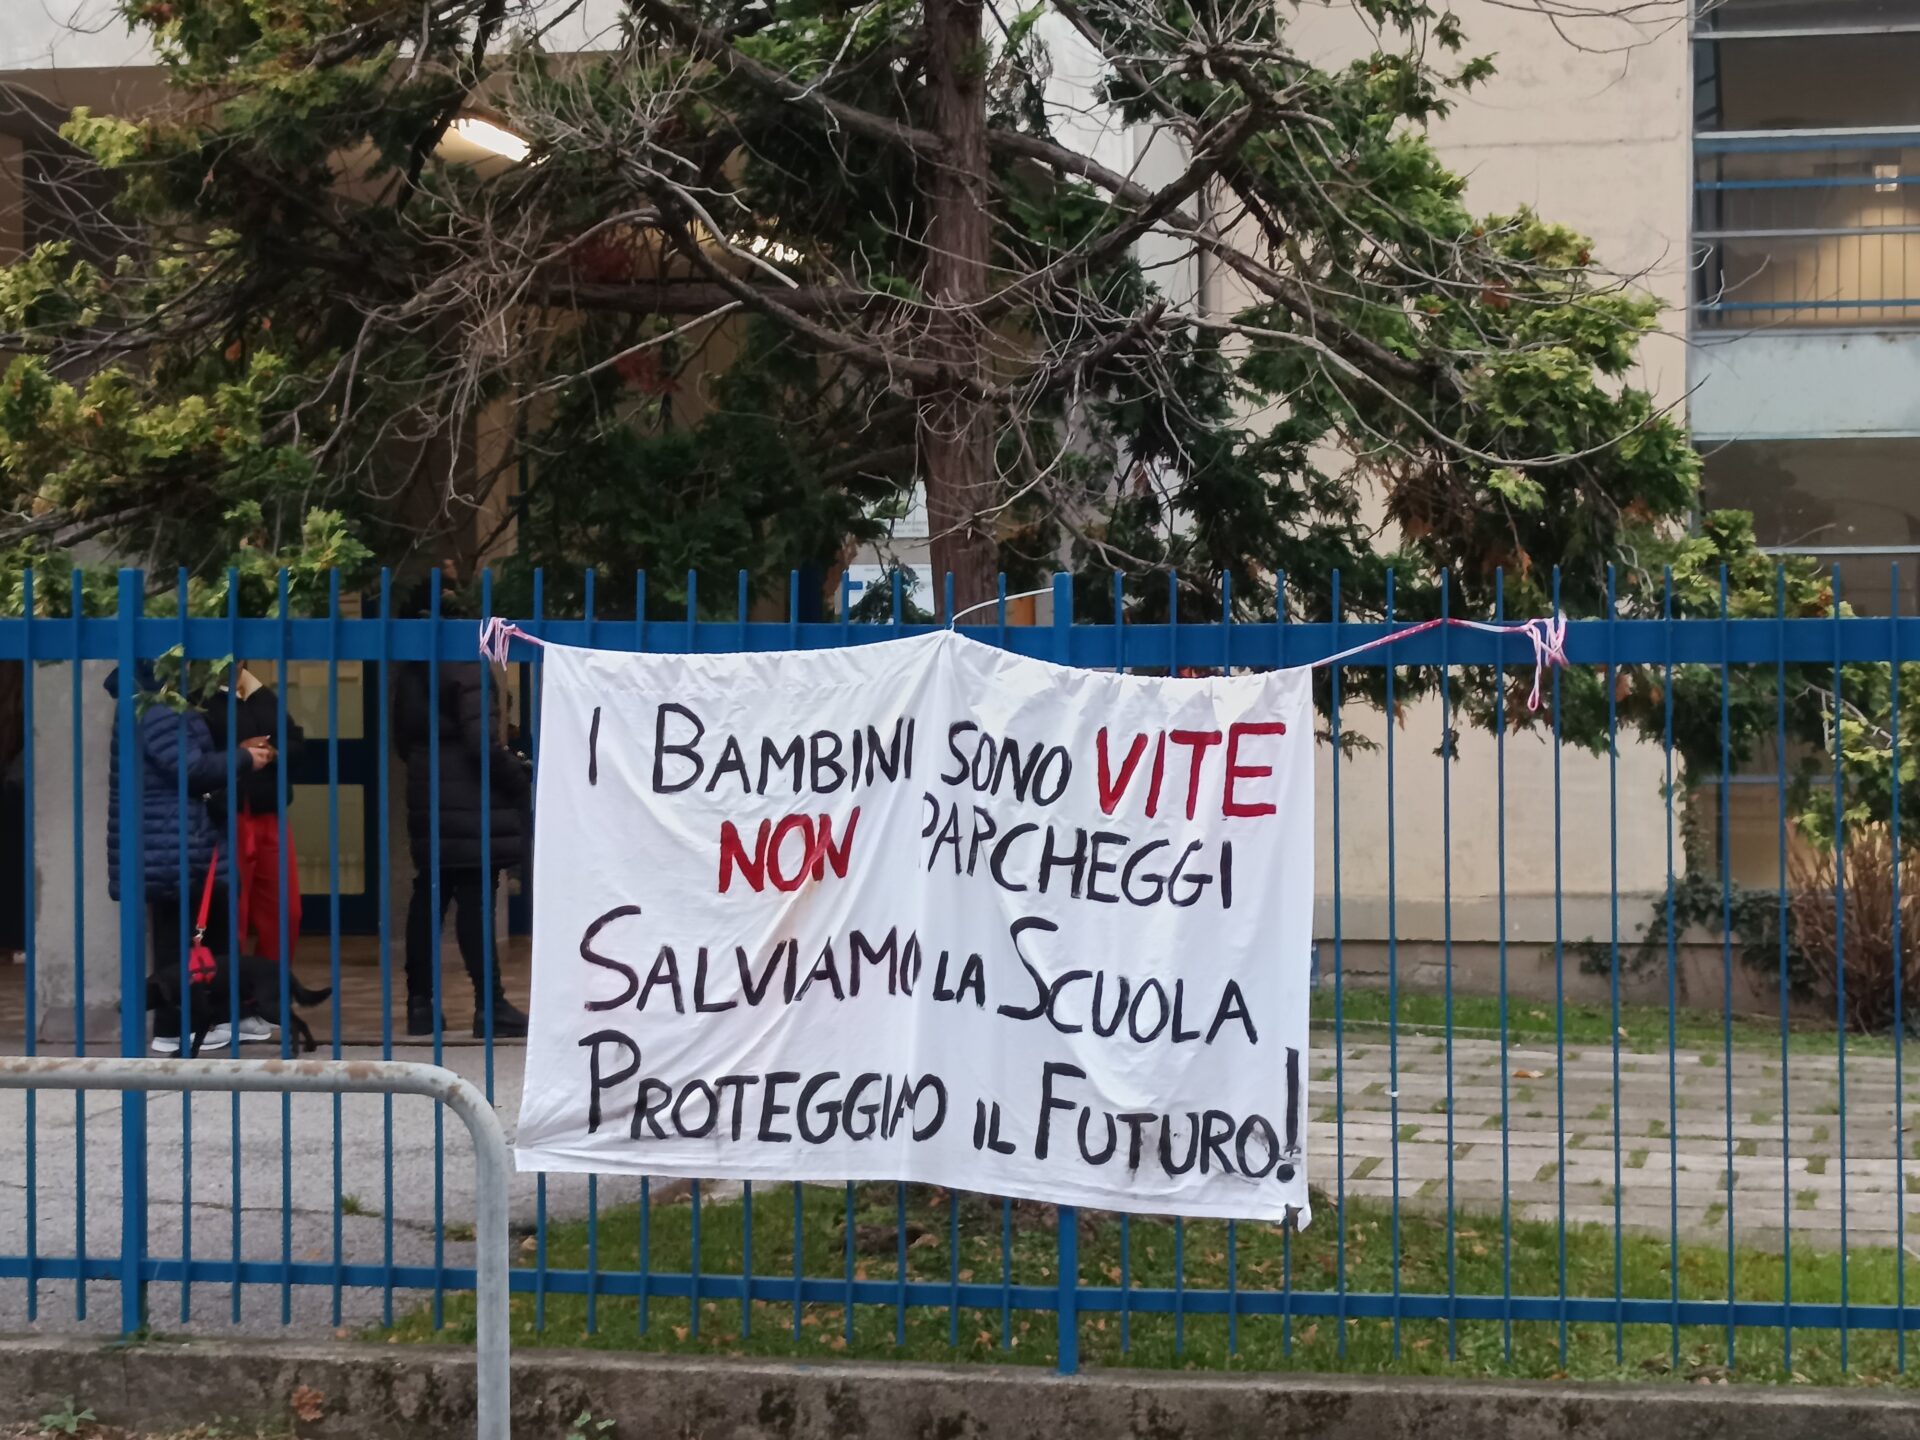 I BAMBINI SONO VITE
NON PARCHEGGI
SALVIAMO LA SCUOLA
PROTEGGIAMO IL FUTURO!